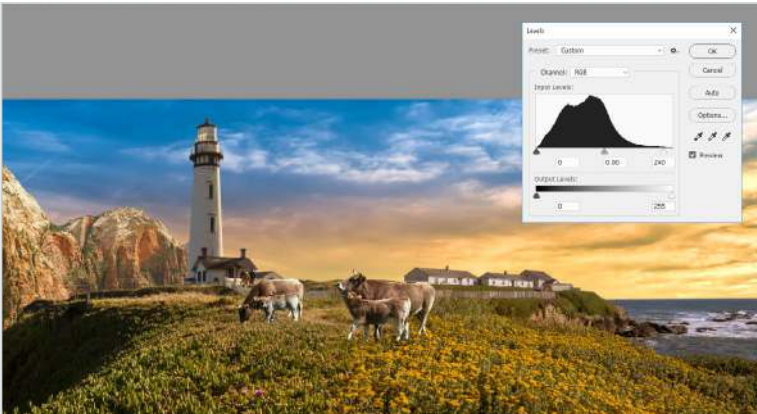 Levels
Preset: Custom
OK
Channel: RGB
Cancel
Input Levels:
Auto
Options...
0 0.90 240
Preview
Output Levels:
0 255